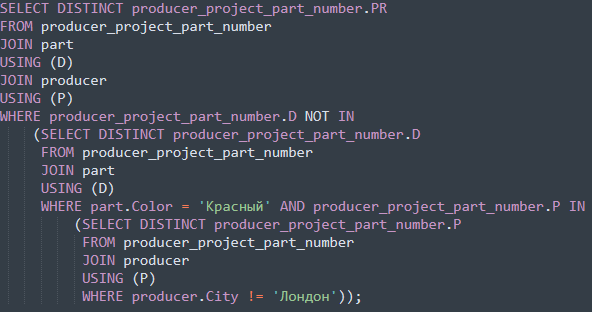 SELECT DISTINCT producer_project_part_number.PR
FROM producer_project_part_number
JOIN part
USING (D)
JOIN producer
USING (P)
WHERE producer_project_part_number.D NOT IN
(SELECT DISTINCT producer_project_part_number.D
FROM producer_project_part_number
JOIN part
USING (D)
WHERE part.Color = 'Красный' AND producer_project_part_number.P IN
(SELECT DISTINCT producer_project_part_number.P
FROM producer_project_part_number
JOIN producer
USING (P)
WHERE producer.City != 'Лондон'));